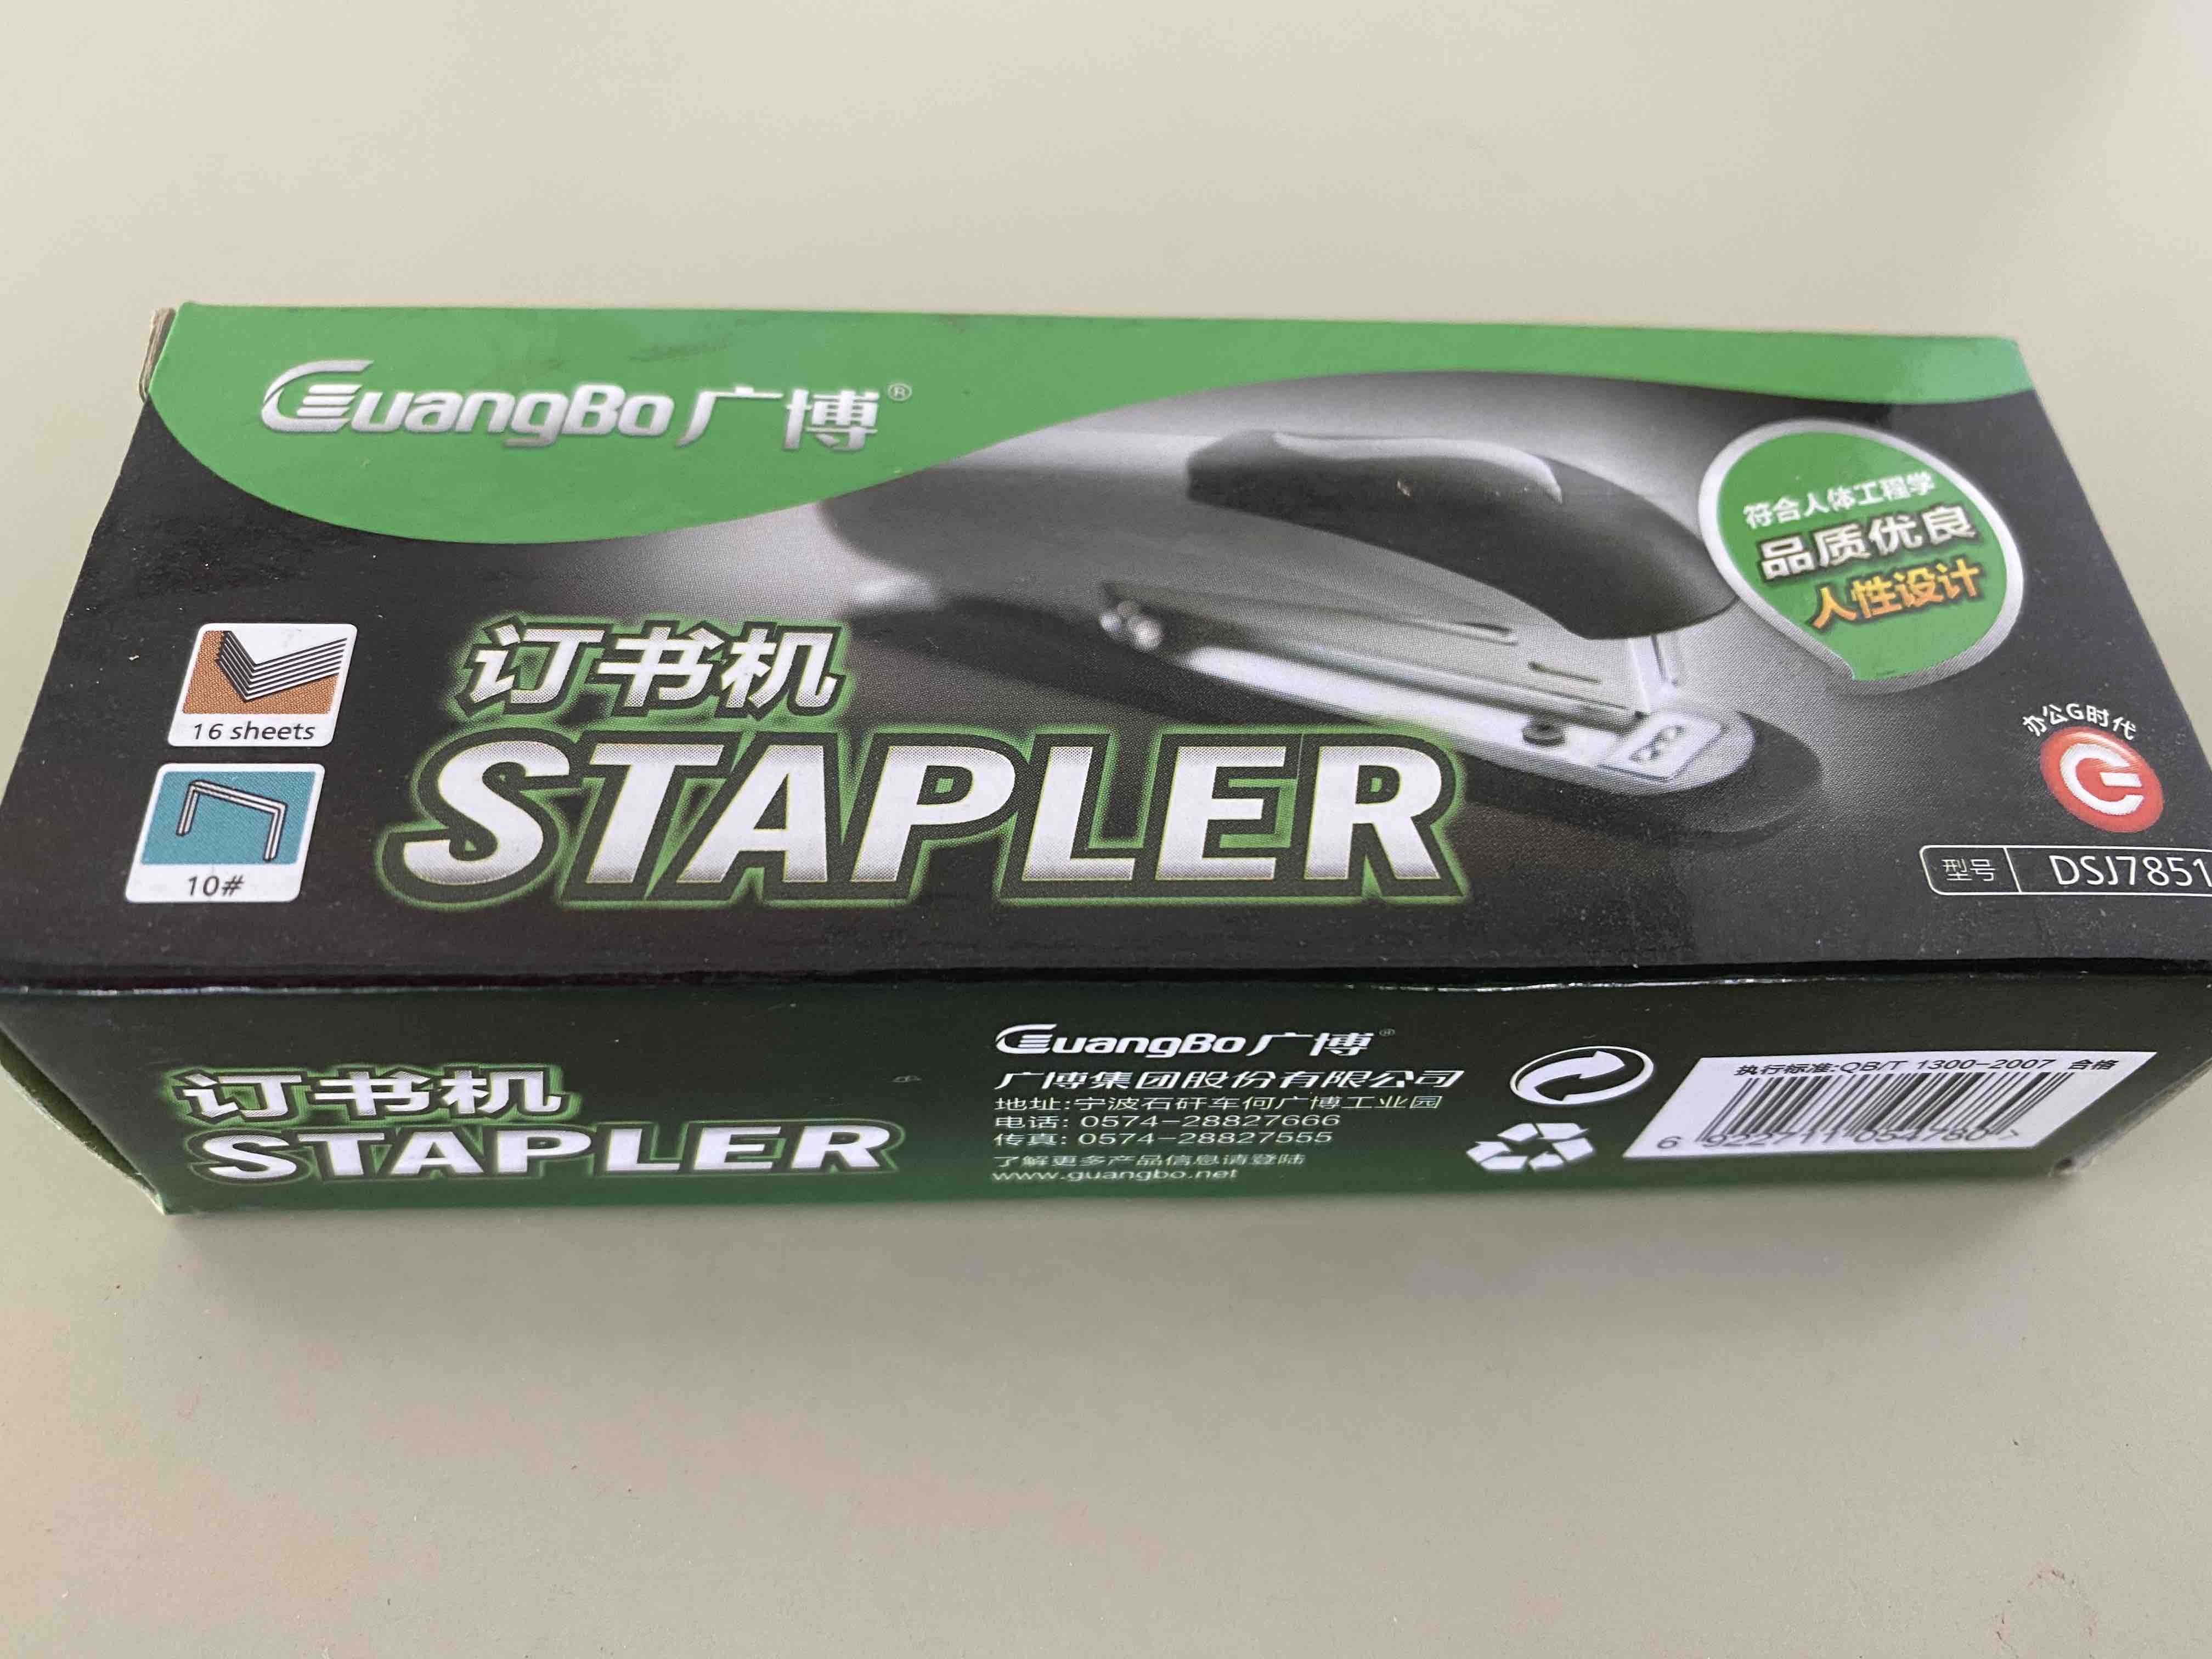 GuangBo广博®
符合人体工程学
品质优良
人性设计
16 sheets
10#
订书机
STAPLER
办公G时代
型号 DSJ7851
订书机
STAPLER
GuangBo广博®
广博集团股份有限公司
地址:宁波石矸车何广博工业园
电话: 0574-28827666
传真: 0574-28827555
了解更多产品信息请登陆
www.guangbo.net
执行标准:QB/T 1300-2007 合格
6 922711 054780 >